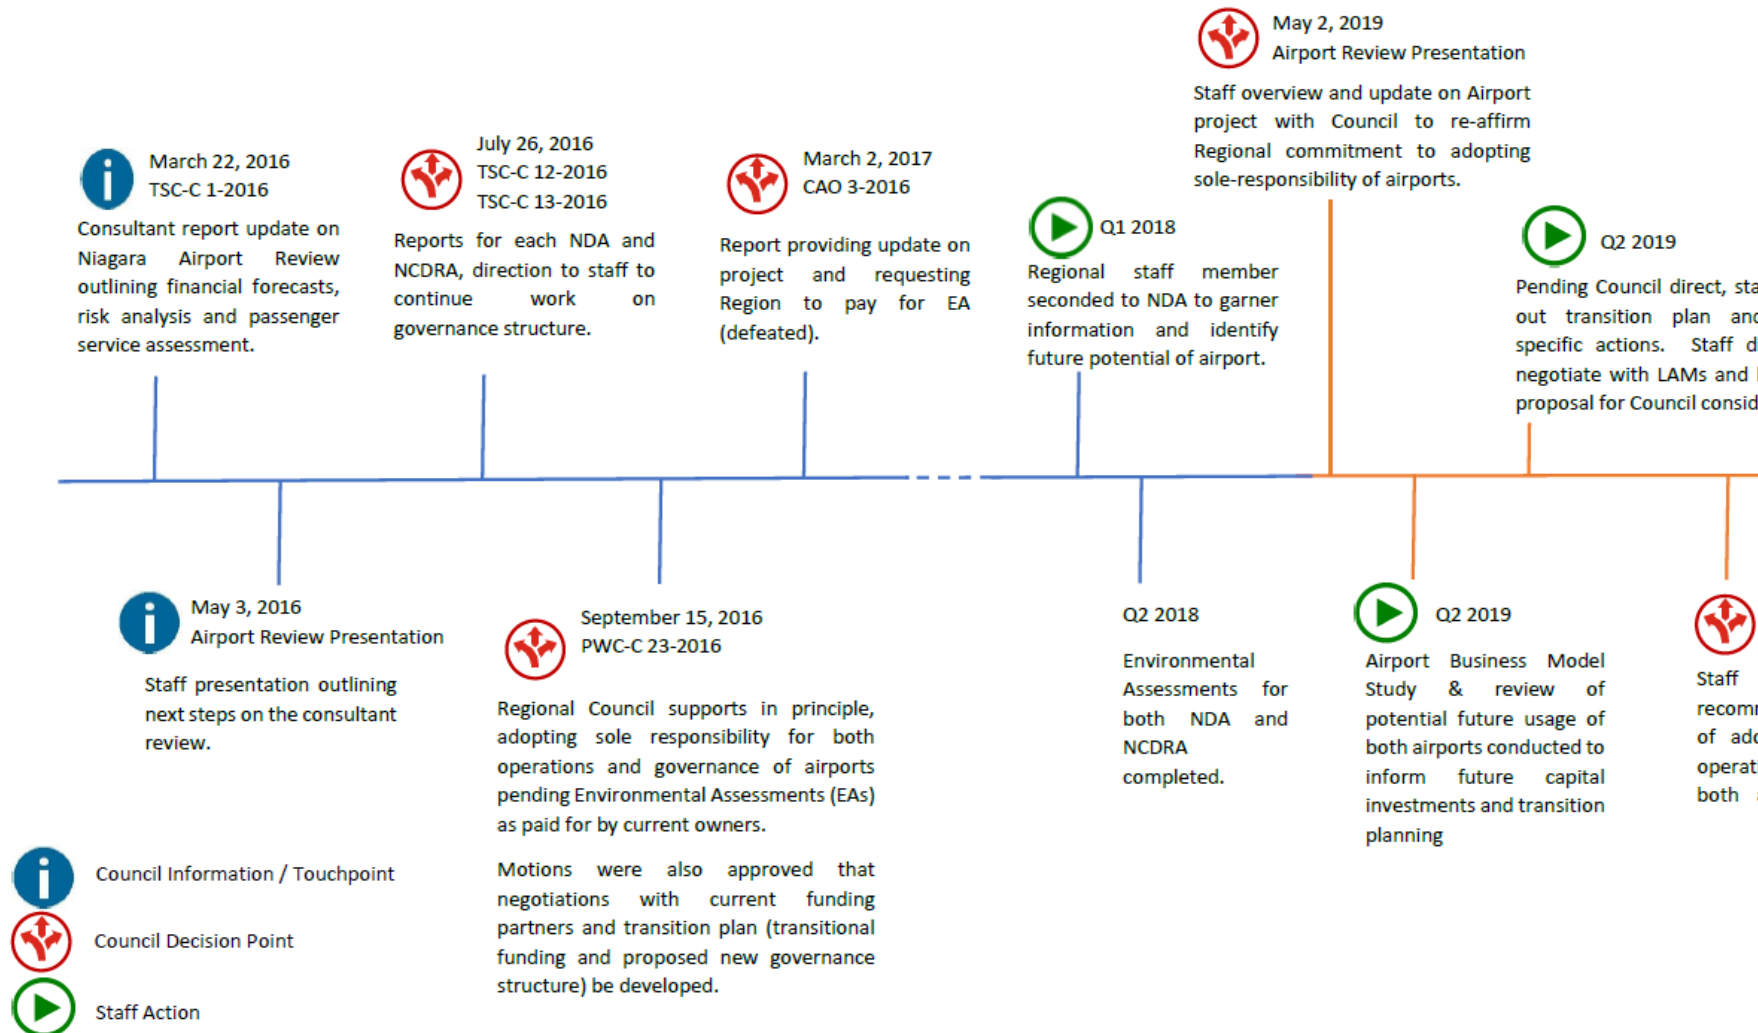 May 2, 2019
Airport Review Presentation
Staff overview and update on Airport
project with Council to re-affirm
Regional commitment to adopting
sole-responsibility of airports.
March 22, 2016
TSC-C 1-2016
Consultant report update on
Niagara Airport Review
outlining financial forecasts,
risk analysis and passenger
service assessment.
July 26, 2016
TSC-C 12-2016
TSC-C 13-2016
Reports for each NDA and
NCDRA, direction to staff to
continue work on
governance structure.
March 2, 2017
CAO 3-2016
Report providing update on
project and requesting
Region to pay for EA
(defeated).
Q1 2018
Regional staff member
seconded to NDA to garner
information and identify
future potential of airport.
Q2 2019
Pending Council direct,
out transition plan
specific actions. Staff
negotiate with LAMs and
proposal for Council
May 3, 2016
Airport Review Presentation
Staff presentation outlining
next steps on the consultant
review.
September 15, 2016
PWC-C 23-2016
Regional Council supports in principle,
adopting sole responsibility for both
operations and governance of airports
pending Environmental Assessments (EAs)
as paid for by current owners.
Motions were also approved that
negotiations with current funding
partners and transition plan (transitional
funding and proposed new governance
structure) be developed.
Q2 2018
Environmental
Assessments for
both NDA and
NCDRA
completed.
Q2 2019
Airport Business Model
Study & review of
potential future usage of
both airports conducted to
inform future capital
investments and transition
planning
Staff
of
both
Council Information / Touchpoint
Council Decision Point
Staff Action